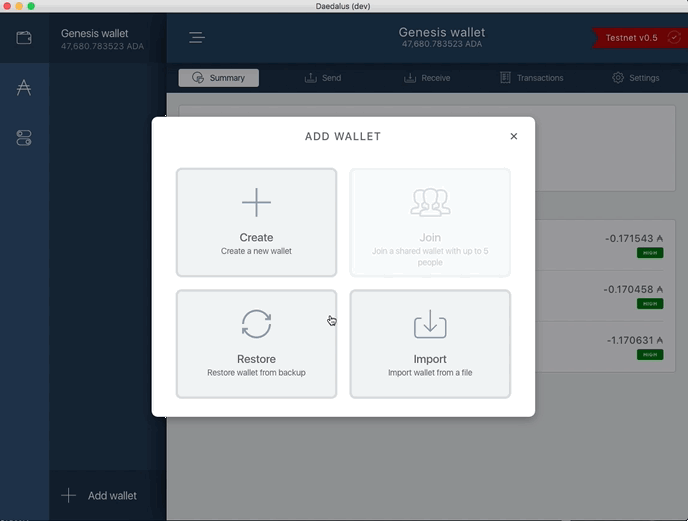 Daedalus (dev)
Genesis wallet
47,680.783523 ADA
Genesis wallet
47,680.783523 ADA
Testnet v0.5
Summary
Send
Receive
Transactions
Settings
ADD WALLET
Create
Create a new wallet
Join
Join a shared wallet with up to 5
people
Restore
Restore wallet from backup
Import
Import wallet from a file
-0.171543
HIGH
-0.170458
HIGH
-1.170631
HIGH
Add wallet